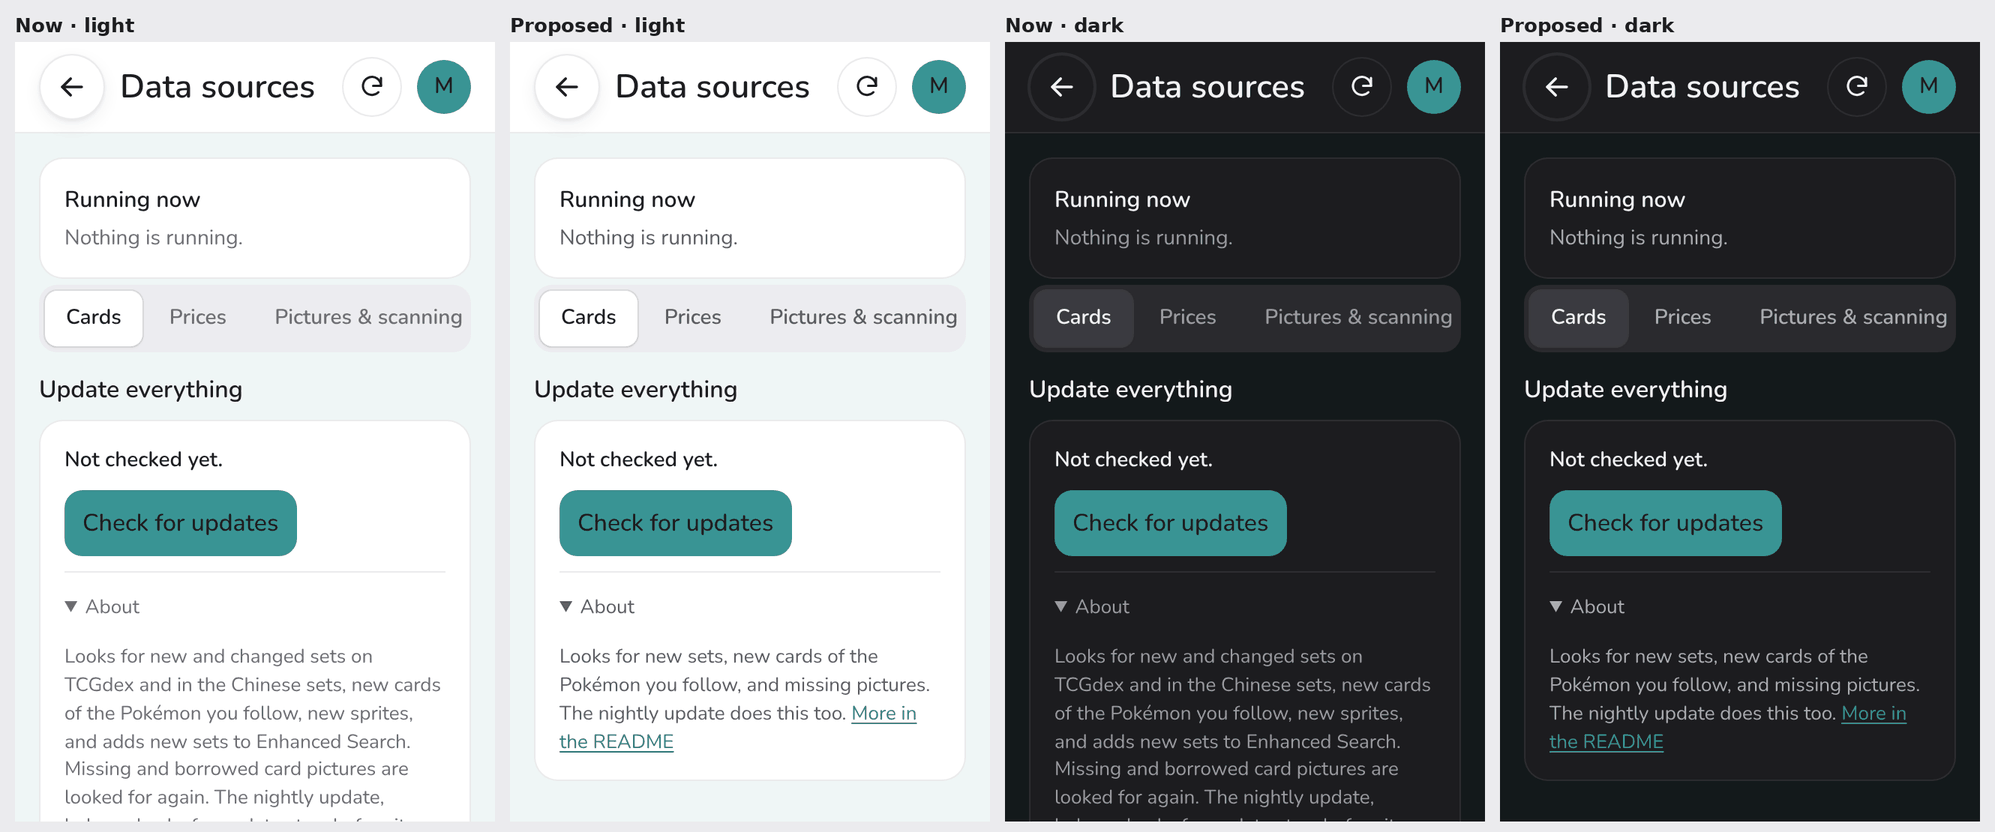 Now · light
Data sources
M
Running now
Nothing is running.
Cards
Prices
Pictures & scanning
Update everything
Not checked yet.
Check for updates
▼ About
Looks for new and changed sets on
TCGdex and in the Chinese sets, new cards
of the Pokémon you follow, new sprites,
and adds new sets to Enhanced Search.
Missing and borrowed card pictures are
looked for again. The nightly update,
Proposed · light
Data sources
M
Running now
Nothing is running.
Cards
Prices
Pictures & scanning
Update everything
Not checked yet.
Check for updates
▼ About
Looks for new sets, new cards of the
Pokémon you follow, and missing pictures.
The nightly update does this too. More in
the README
Now · dark
Data sources
M
Running now
Nothing is running.
Cards
Prices
Pictures & scanning
Update everything
Not checked yet.
Check for updates
▼ About
Looks for new and changed sets on
TCGdex and in the Chinese sets, new cards
of the Pokémon you follow, new sprites,
and adds new sets to Enhanced Search.
Missing and borrowed card pictures are
looked for again. The nightly update,
Proposed · dark
Data sources
M
Running now
Nothing is running.
Cards
Prices
Pictures & scanning
Update everything
Not checked yet.
Check for updates
▼ About
Looks for new sets, new cards of the
Pokémon you follow, and missing pictures.
The nightly update does this too. More in
the README